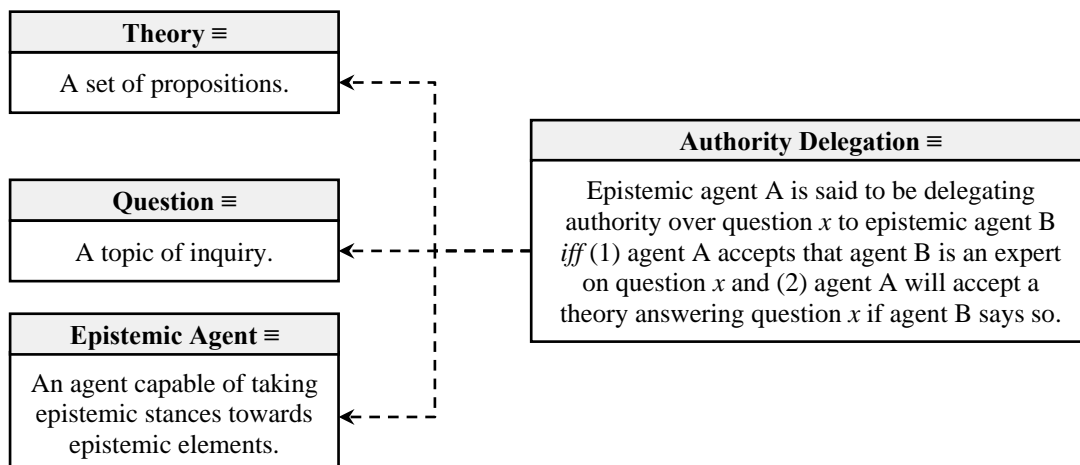 Theory ≡
A set of propositions.
Question ≡
A topic of inquiry.
Epistemic Agent ≡
An agent capable of taking
epistemic stances towards
epistemic elements.
Authority Delegation ≡
Epistemic agent A is said to be delegating
authority over question x to epistemic agent B
iff (1) agent A accepts that agent B is an expert
on question x and (2) agent A will accept a
theory answering question x if agent B says so.